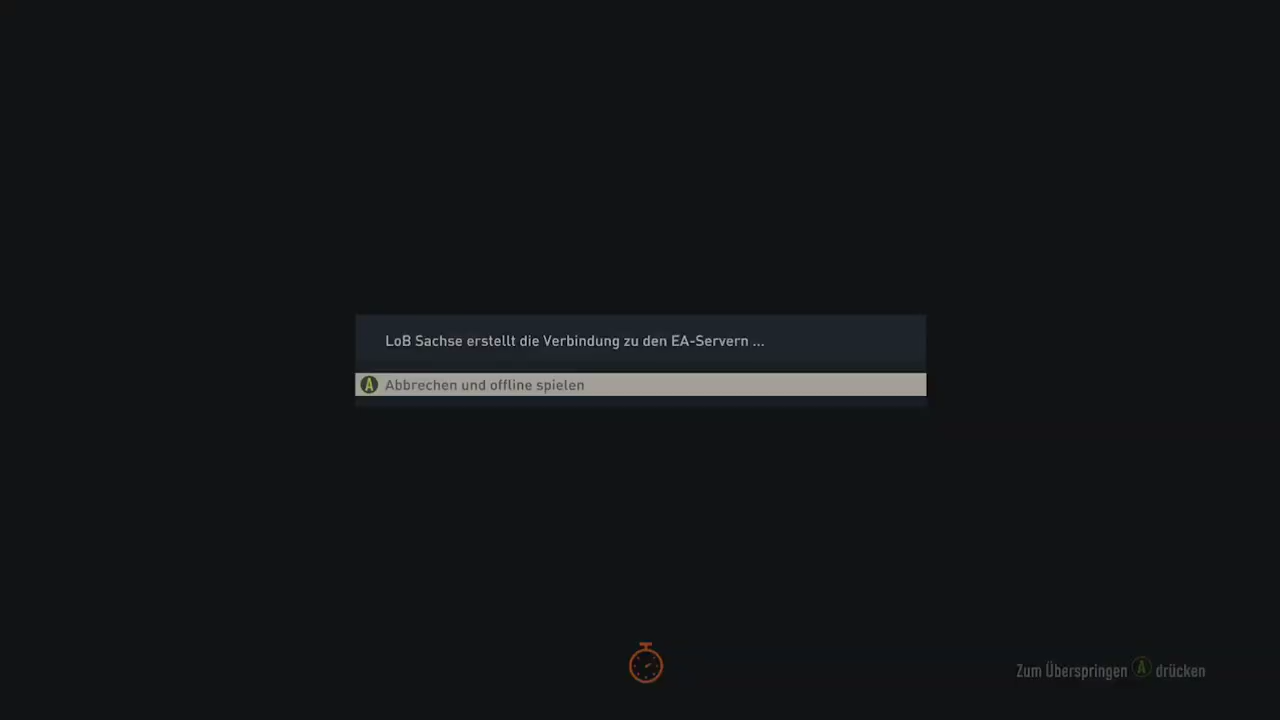 LoB Sachse erstellt die Verbindung zu den EA-Servern ...
A Abbrechen und offline spielen
Zum Überspringen A drücken